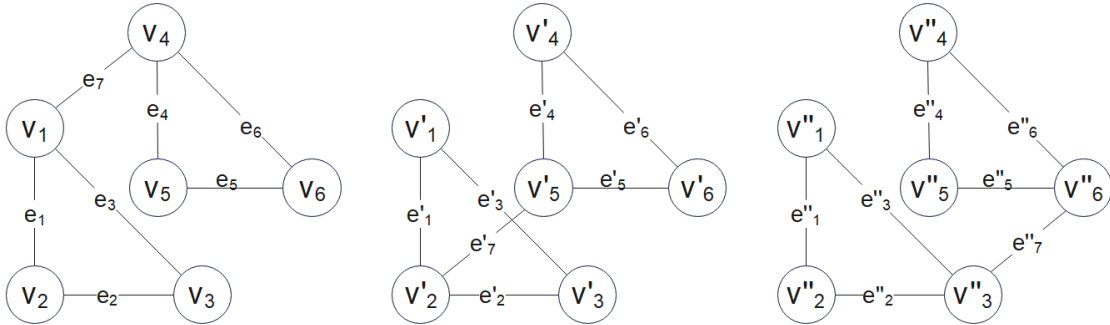 v₄
e₇
v₁
e₄
e₆
v₅
e₅
v₆
e₁
e₃
v₂
e₂
v₃
v'₄
v'₁
e'₄
e'₆
v'₅
e'₅
v'₆
e'₁
e'₃
e'₇
v'₂
e'₂
v'₃
v"₄
v"₁
e"₄
e"₆
v"₅
e"₅
v"₆
e"₁
e"₃
e"₇
v"₂
e"₂
v"₃